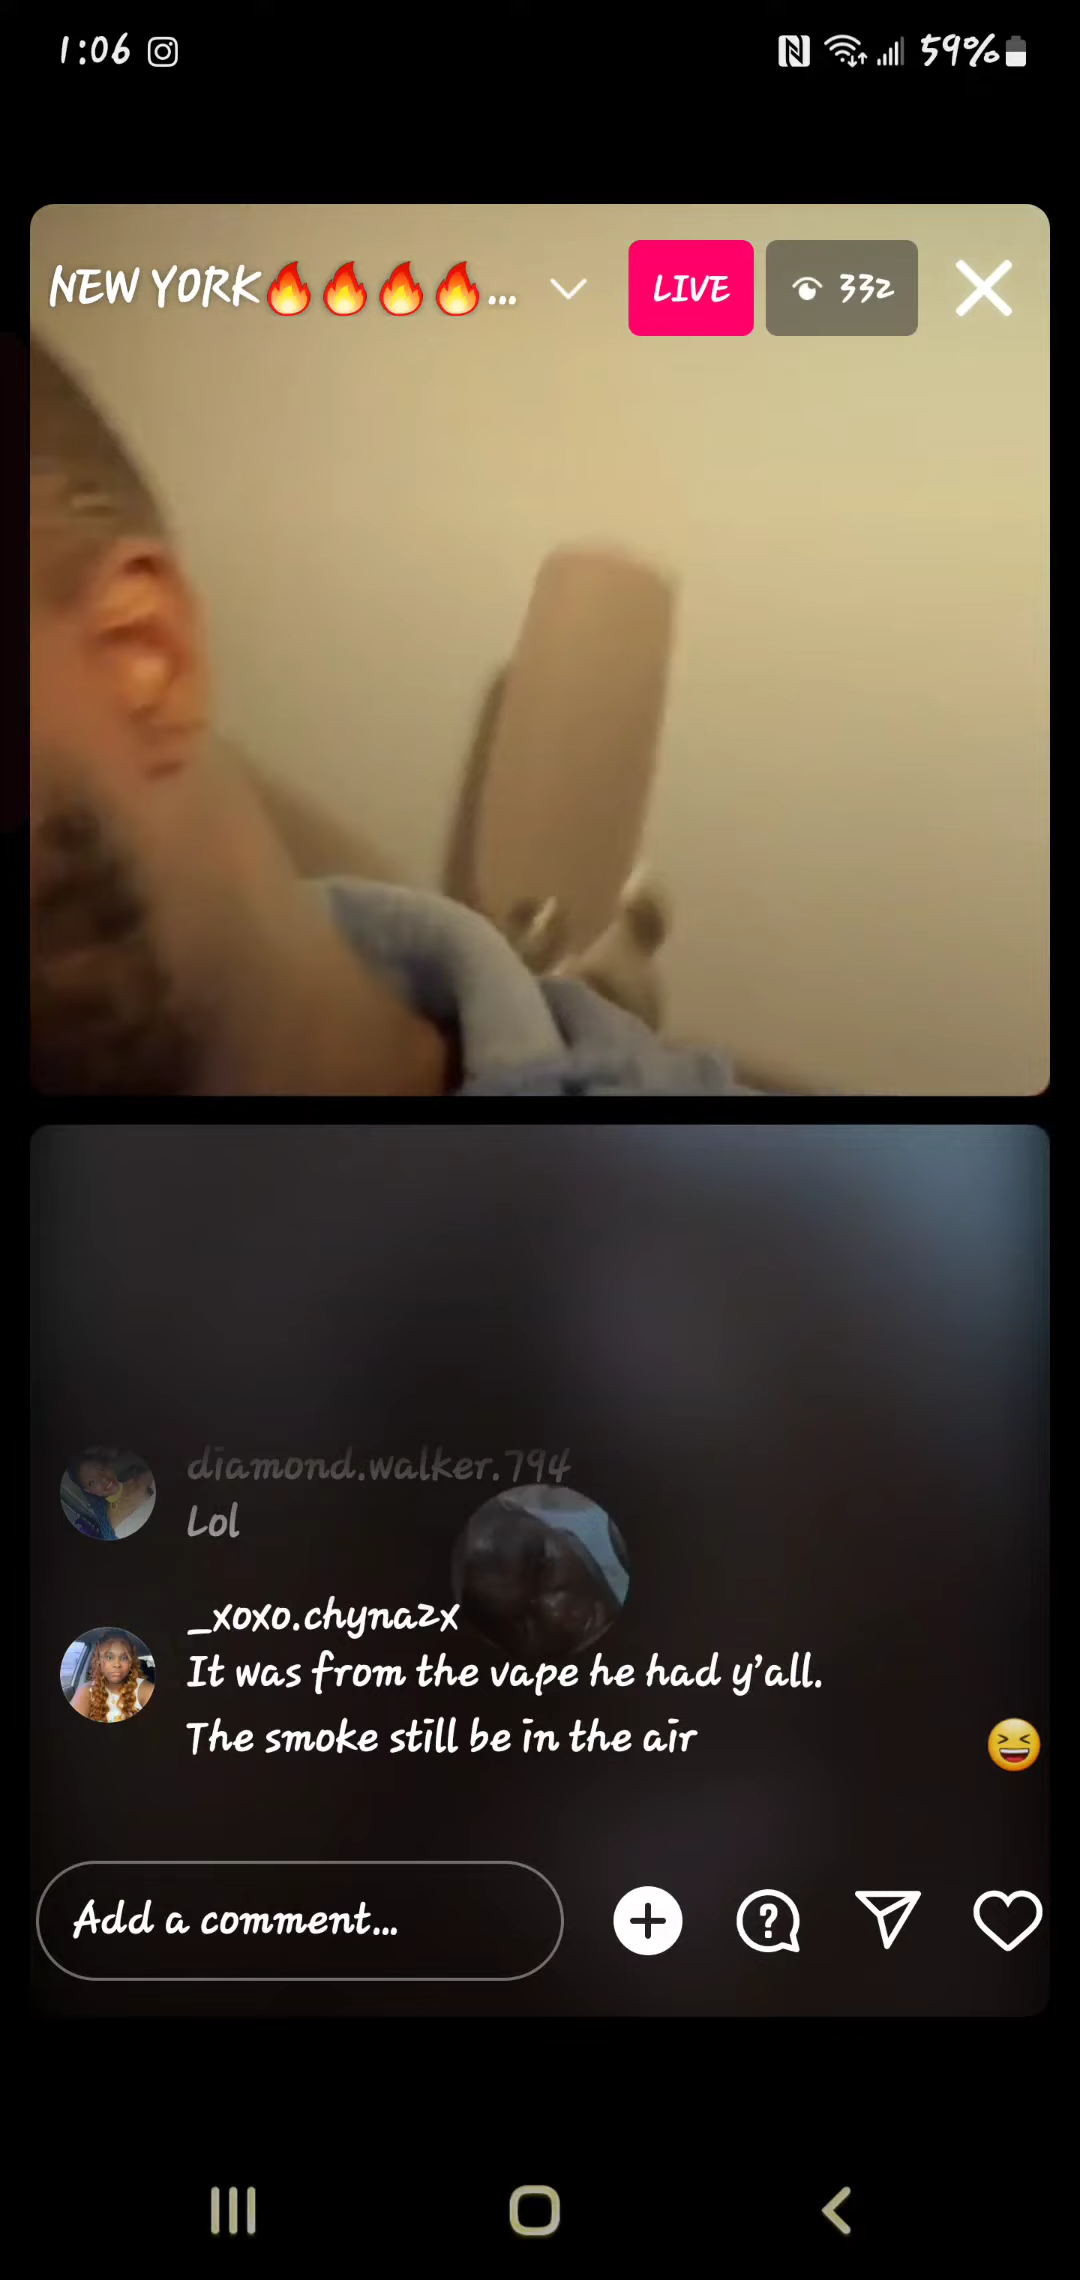 1:06
59%
NEW YORK🔥🔥🔥🔥...
LIVE
332
diamond.walker.794
Lol
_xoxo.chyna2x
It was from the vape he had y'all.
The smoke still be in the air
Add a comment...